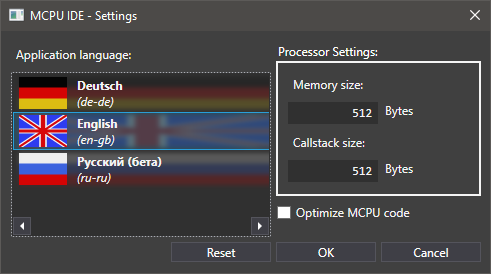 MCPU IDE - Settings
Application language:
Deutsch
(de-de)
English
(en-gb)
Русский (бета)
(ru-ru)
Processor Settings:
Memory size:
512 Bytes
Callstack size:
512 Bytes
Optimize MCPU code
Reset OK Cancel